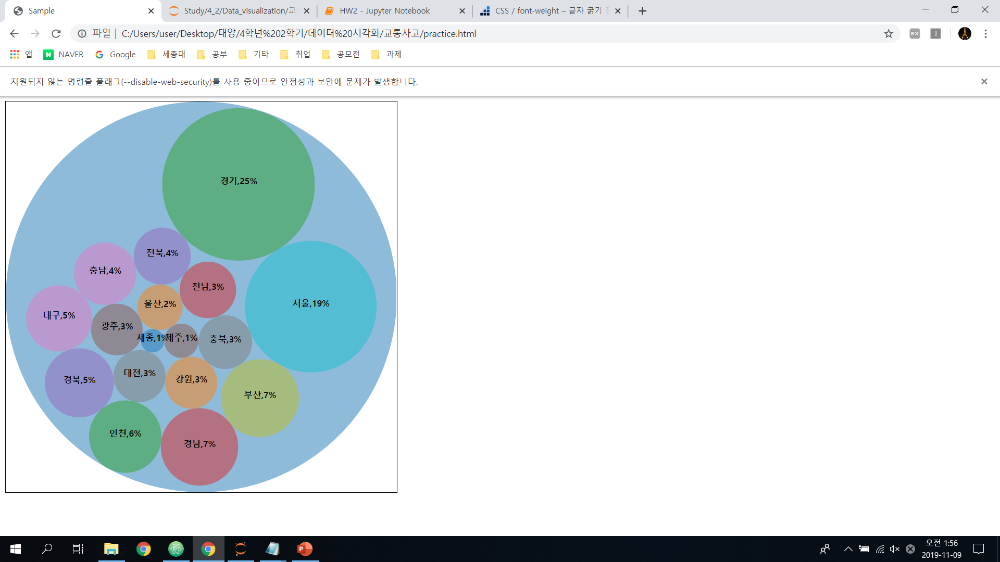 Sample
Study/4_2/Data_visualization/교
HW2 - Jupyter Notebook
CSS / font-weight – 글자 굵기
파일 | C:/Users/user/Desktop/태양/4학년%202학기/데이터%20시각화/교통사고/practice.html
EX
I
앱
N NAVER
G Google
세종대
공부
기타
취업
공모전
과제
지원되지 않는 명령줄 플래그(--disable-web-security)를 사용 중이므로 안정성과 보안에 문제가 발생합니다.
경기,25%
전북,4%
충남,4%
전남,3%
서울,19%
울산,2%
대구,5%
광주,3%
세종,1%
제주,1%
충북,3%
대전,3%
강원,3%
경북,5%
부산,7%
인천,6%
경남,7%
P
오전 1:56
2019-11-09